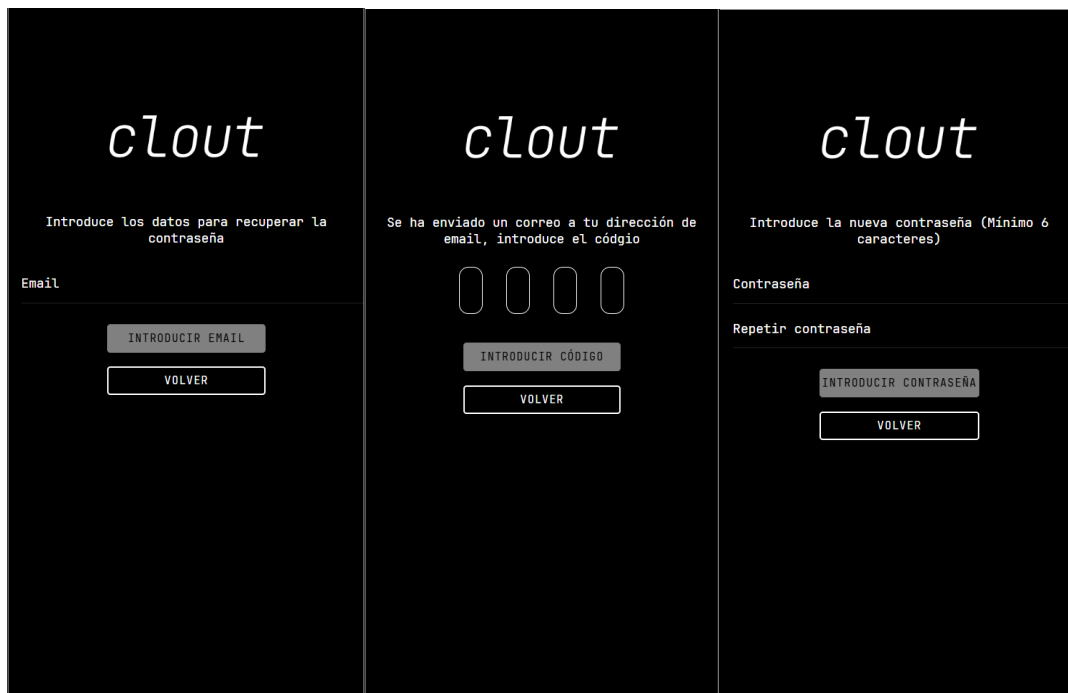 clout
Introduce los datos para recuperar la
contraseña
Email
INTRODUCIR EMAIL
VOLVER
clout
Se ha enviado un correo a tu dirección de
email, introduce el códgio
INTRODUCIR CÓDIGO
VOLVER
clout
Introduce la nueva contraseña (Mínimo 6
caracteres)
Contraseña
Repetir contraseña
INTRODUCIR CONTRASEÑA
VOLVER